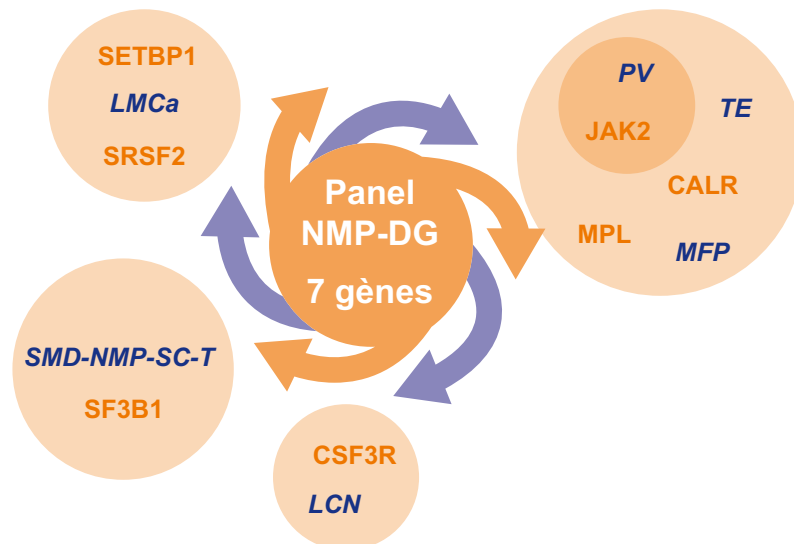 SETBP1
LMCa
SRSF2
Panel
NMP-DG
7 gènes
PV
JAK2
TE
CALR
MPL
MFP
SMD-NMP-SC-T
SF3B1
CSF3R
LCN